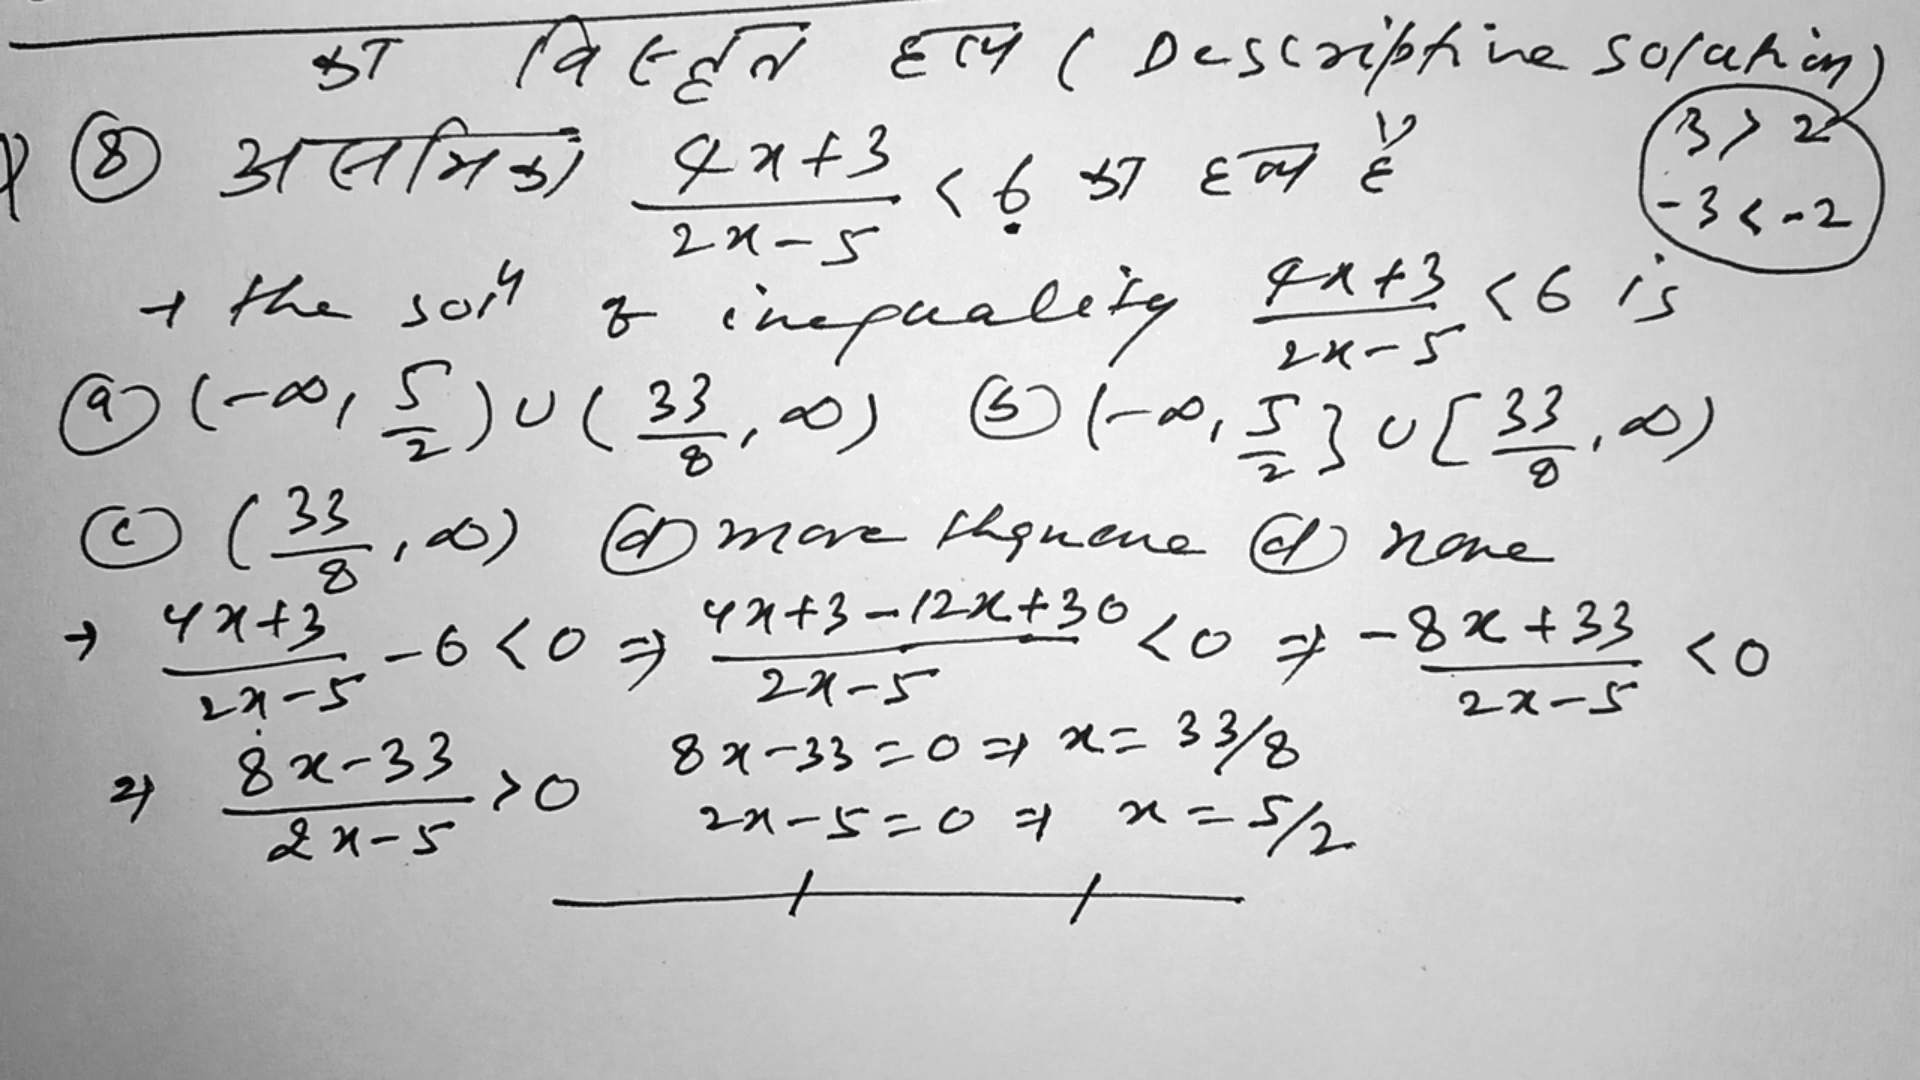 का विस्तृत हल (Descriptive solution)
⑧ असमिका (4x+3)/(2x-5) < 6 का हल है
3 > 2
-3 < -2
→ the solⁿ of inequality (4x+3)/(2x-5) < 6 is
ⓐ (-∞, 5/2) ∪ (33/8, ∞) ⓑ (-∞, 5/2] ∪ [33/8, ∞)
ⓒ (33/8, ∞) ⓓ more than one ⓓ none
→ (4x+3)/(2x-5) - 6 < 0 ⇒ (4x+3-12x+30)/(2x-5) < 0 ⇒ (-8x+33)/(2x-5) < 0
⇒ (8x-33)/(2x-5) > 0 8x-33=0 ⇒ x=33/8
2x-5=0 ⇒ x=5/2